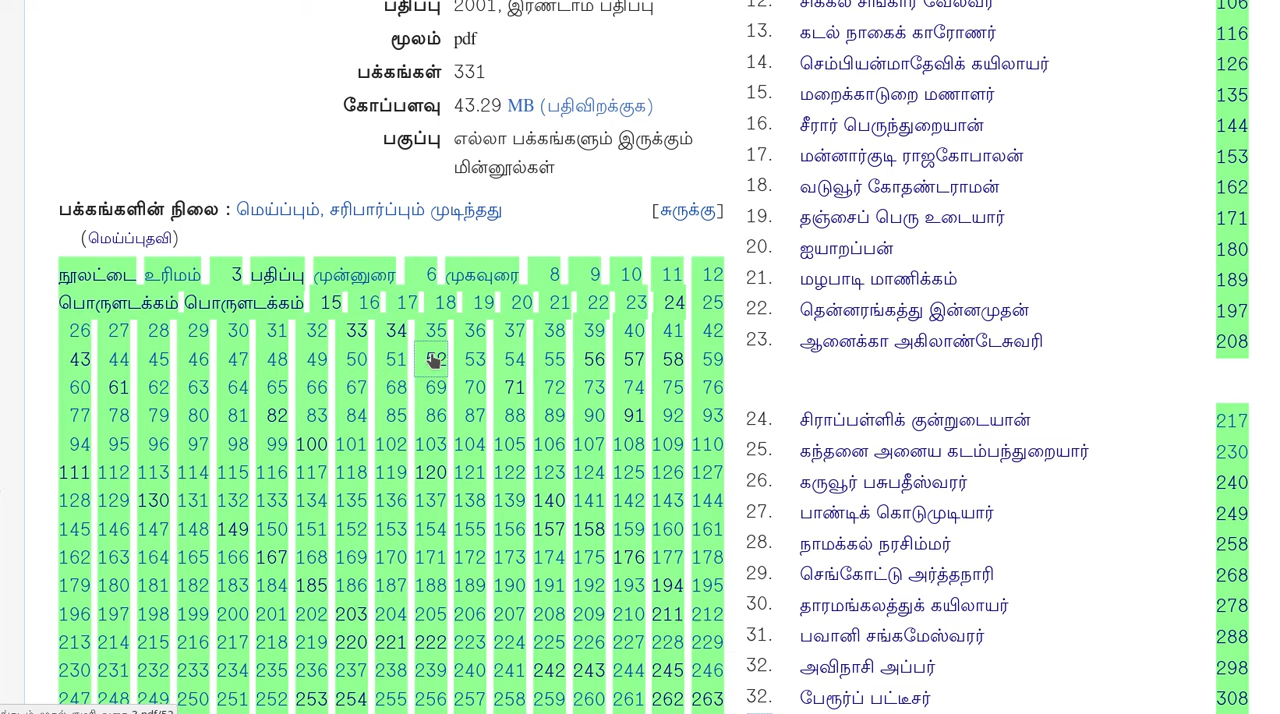 பதிப்பு 2001, இரண்டாம் பதிப்பு
மூலம் pdf
பக்கங்கள் 331
கோப்பளவு 43.29 MB (பதிவிறக்குக)
பகுப்பு எல்லா பக்கங்களும் இருக்கும்
மின்னூல்கள்
பக்கங்களின் நிலை : மெய்ப்பும், சரிபார்ப்பும் முடிந்தது [சுருக்கு]
(மெய்ப்புதவி)
நூலட்டை உரிமம் 3 பதிப்பு முன்னுரை 6 முகவுரை 8 9 10 11 12
பொருளடக்கம் பொருளடக்கம் 15 16 17 18 19 20 21 22 23 24 25
26 27 28 29 30 31 32 33 34 35 36 37 38 39 40 41 42
43 44 45 46 47 48 49 50 51 52 53 54 55 56 57 58 59
60 61 62 63 64 65 66 67 68 69 70 71 72 73 74 75 76
77 78 79 80 81 82 83 84 85 86 87 88 89 90 91 92 93
94 95 96 97 98 99 100 101 102 103 104 105 106 107 108 109 110
111 112 113 114 115 116 117 118 119 120 121 122 123 124 125 126 127
128 129 130 131 132 133 134 135 136 137 138 139 140 141 142 143 144
145 146 147 148 149 150 151 152 153 154 155 156 157 158 159 160 161
162 163 164 165 166 167 168 169 170 171 172 173 174 175 176 177 178
179 180 181 182 183 184 185 186 187 188 189 190 191 192 193 194 195
196 197 198 199 200 201 202 203 204 205 206 207 208 209 210 211 212
213 214 215 216 217 218 219 220 221 222 223 224 225 226 227 228 229
230 231 232 233 234 235 236 237 238 239 240 241 242 243 244 245 246
247 248 249 250 251 252 253 254 255 256 257 258 259 260 261 262 263
12. சிக்கல் சிங்கார வேலவர் 106
13. கடல் நாகைக் காரோணர் 116
14. செம்பியன்மாதேவிக் கயிலாயர் 126
15. மறைக்காடுறை மணாளர் 135
16. சீரார் பெருந்துறையான் 144
17. மன்னார்குடி ராஜகோபாலன் 153
18. வடுவூர் கோதண்டராமன் 162
19. தஞ்சைப் பெரு உடையார் 171
20. ஐயாறப்பன் 180
21. மழபாடி மாணிக்கம் 189
22. தென்னரங்கத்து இன்னமுதன் 197
23. ஆனைக்கா அகிலாண்டேசுவரி 208
24. சிராப்பள்ளிக் குன்றுடையான் 217
25. கந்தனை அனைய கடம்பந்துறையார் 230
26. கருவூர் பசுபதீஸ்வரர் 240
27. பாண்டிக் கொடுமுடியார் 249
28. நாமக்கல் நரசிம்மர் 258
29. செங்கோட்டு அர்த்தநாரி 268
30. தாரமங்கலத்துக் கயிலாயர் 278
31. பவானி சங்கமேஸ்வரர் 288
32. அவிநாசி அப்பர் 298
32. பேரூர்ப் பட்டீசர் 308